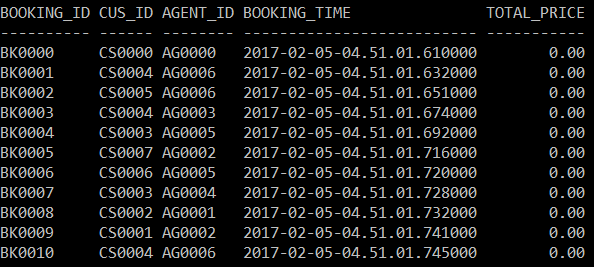 BOOKING_ID CUS_ID AGENT_ID BOOKING_TIME TOTAL_PRICE
---------- ------ -------- -------------------------- -----------
BK0000 CS0000 AG0000 2017-02-05-04.51.01.610000 0.00
BK0001 CS0004 AG0006 2017-02-05-04.51.01.632000 0.00
BK0002 CS0005 AG0006 2017-02-05-04.51.01.651000 0.00
BK0003 CS0004 AG0003 2017-02-05-04.51.01.674000 0.00
BK0004 CS0003 AG0005 2017-02-05-04.51.01.692000 0.00
BK0005 CS0007 AG0002 2017-02-05-04.51.01.716000 0.00
BK0006 CS0006 AG0005 2017-02-05-04.51.01.720000 0.00
BK0007 CS0003 AG0004 2017-02-05-04.51.01.728000 0.00
BK0008 CS0002 AG0001 2017-02-05-04.51.01.732000 0.00
BK0009 CS0001 AG0002 2017-02-05-04.51.01.741000 0.00
BK0010 CS0004 AG0006 2017-02-05-04.51.01.745000 0.00